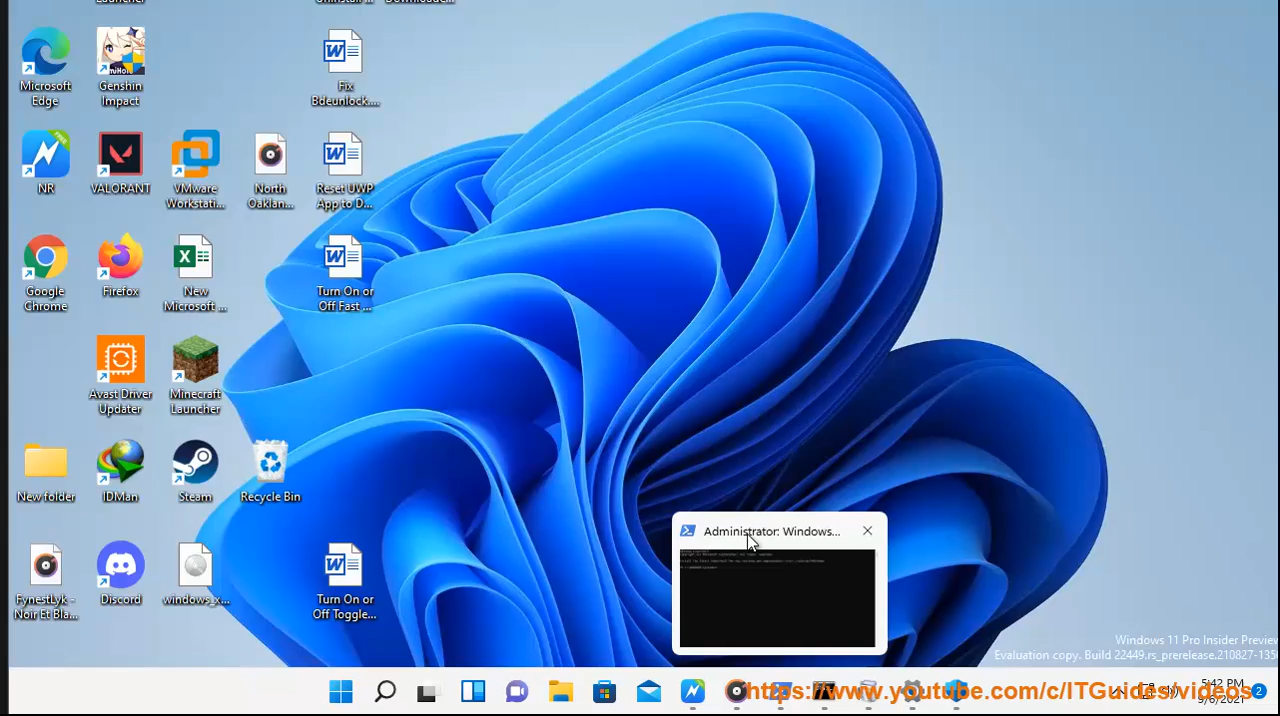 Microsoft
Edge
Genshin
Impact
Fix
Bdeunlock....
NR
VALORANT
VMware
Workstati...
North
Oaklan...
Reset UWP
App to D...
Google
Chrome
Firefox
New
Microsoft ...
Turn On or
Off Fast ...
Avast Driver
Updater
Minecraft
Launcher
New folder
IDMan
Steam
Recycle Bin
Administrator: Windows...
FynestLyk -
Noir Et Bla...
Discord
windows_x...
Turn On or
Off Toggle...
Windows 11 Pro Insider Preview
Evaluation copy. Build 22449.rs_prerelease.210827-135
https://www.youtube.com/c/ITGuides/videos
5:42 PM
2